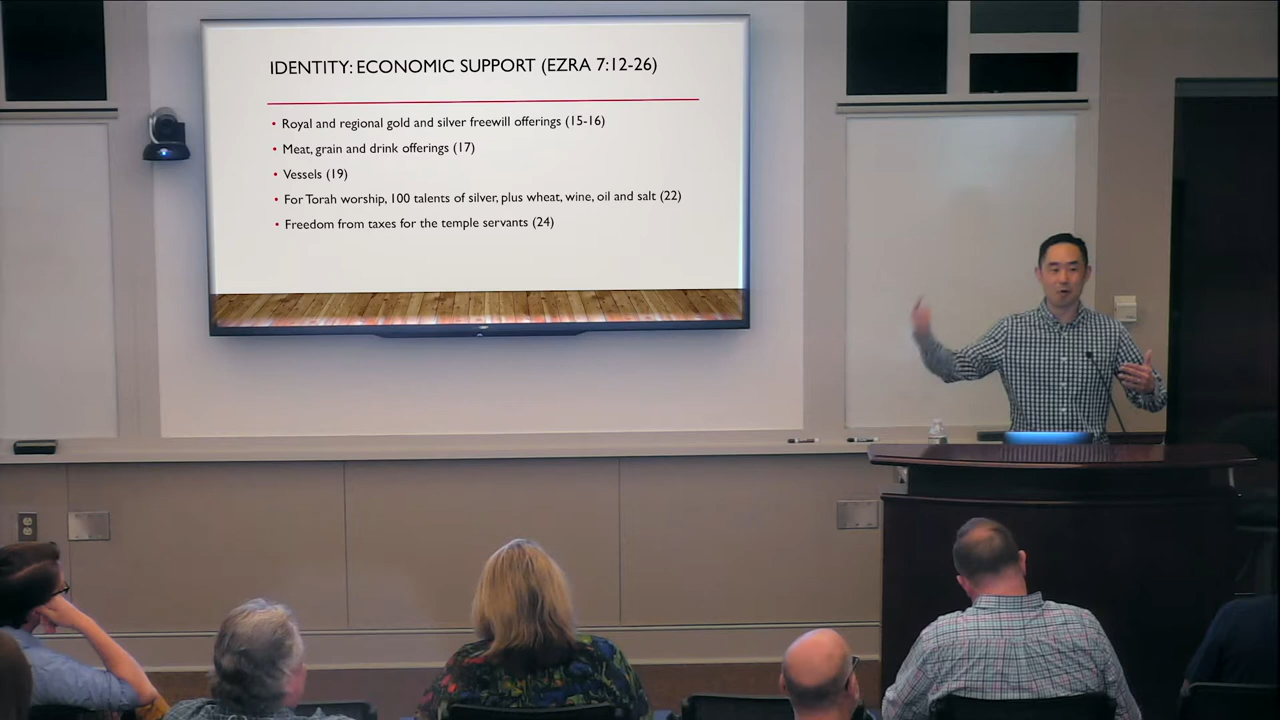 IDENTITY: ECONOMIC SUPPORT (EZRA 7:12-26)
• Royal and regional gold and silver freewill offerings (15-16)
• Meat, grain and drink offerings (17)
• Vessels (19)
• For Torah worship, 100 talents of silver, plus wheat, wine, oil and salt (22)
• Freedom from taxes for the temple servants (24)